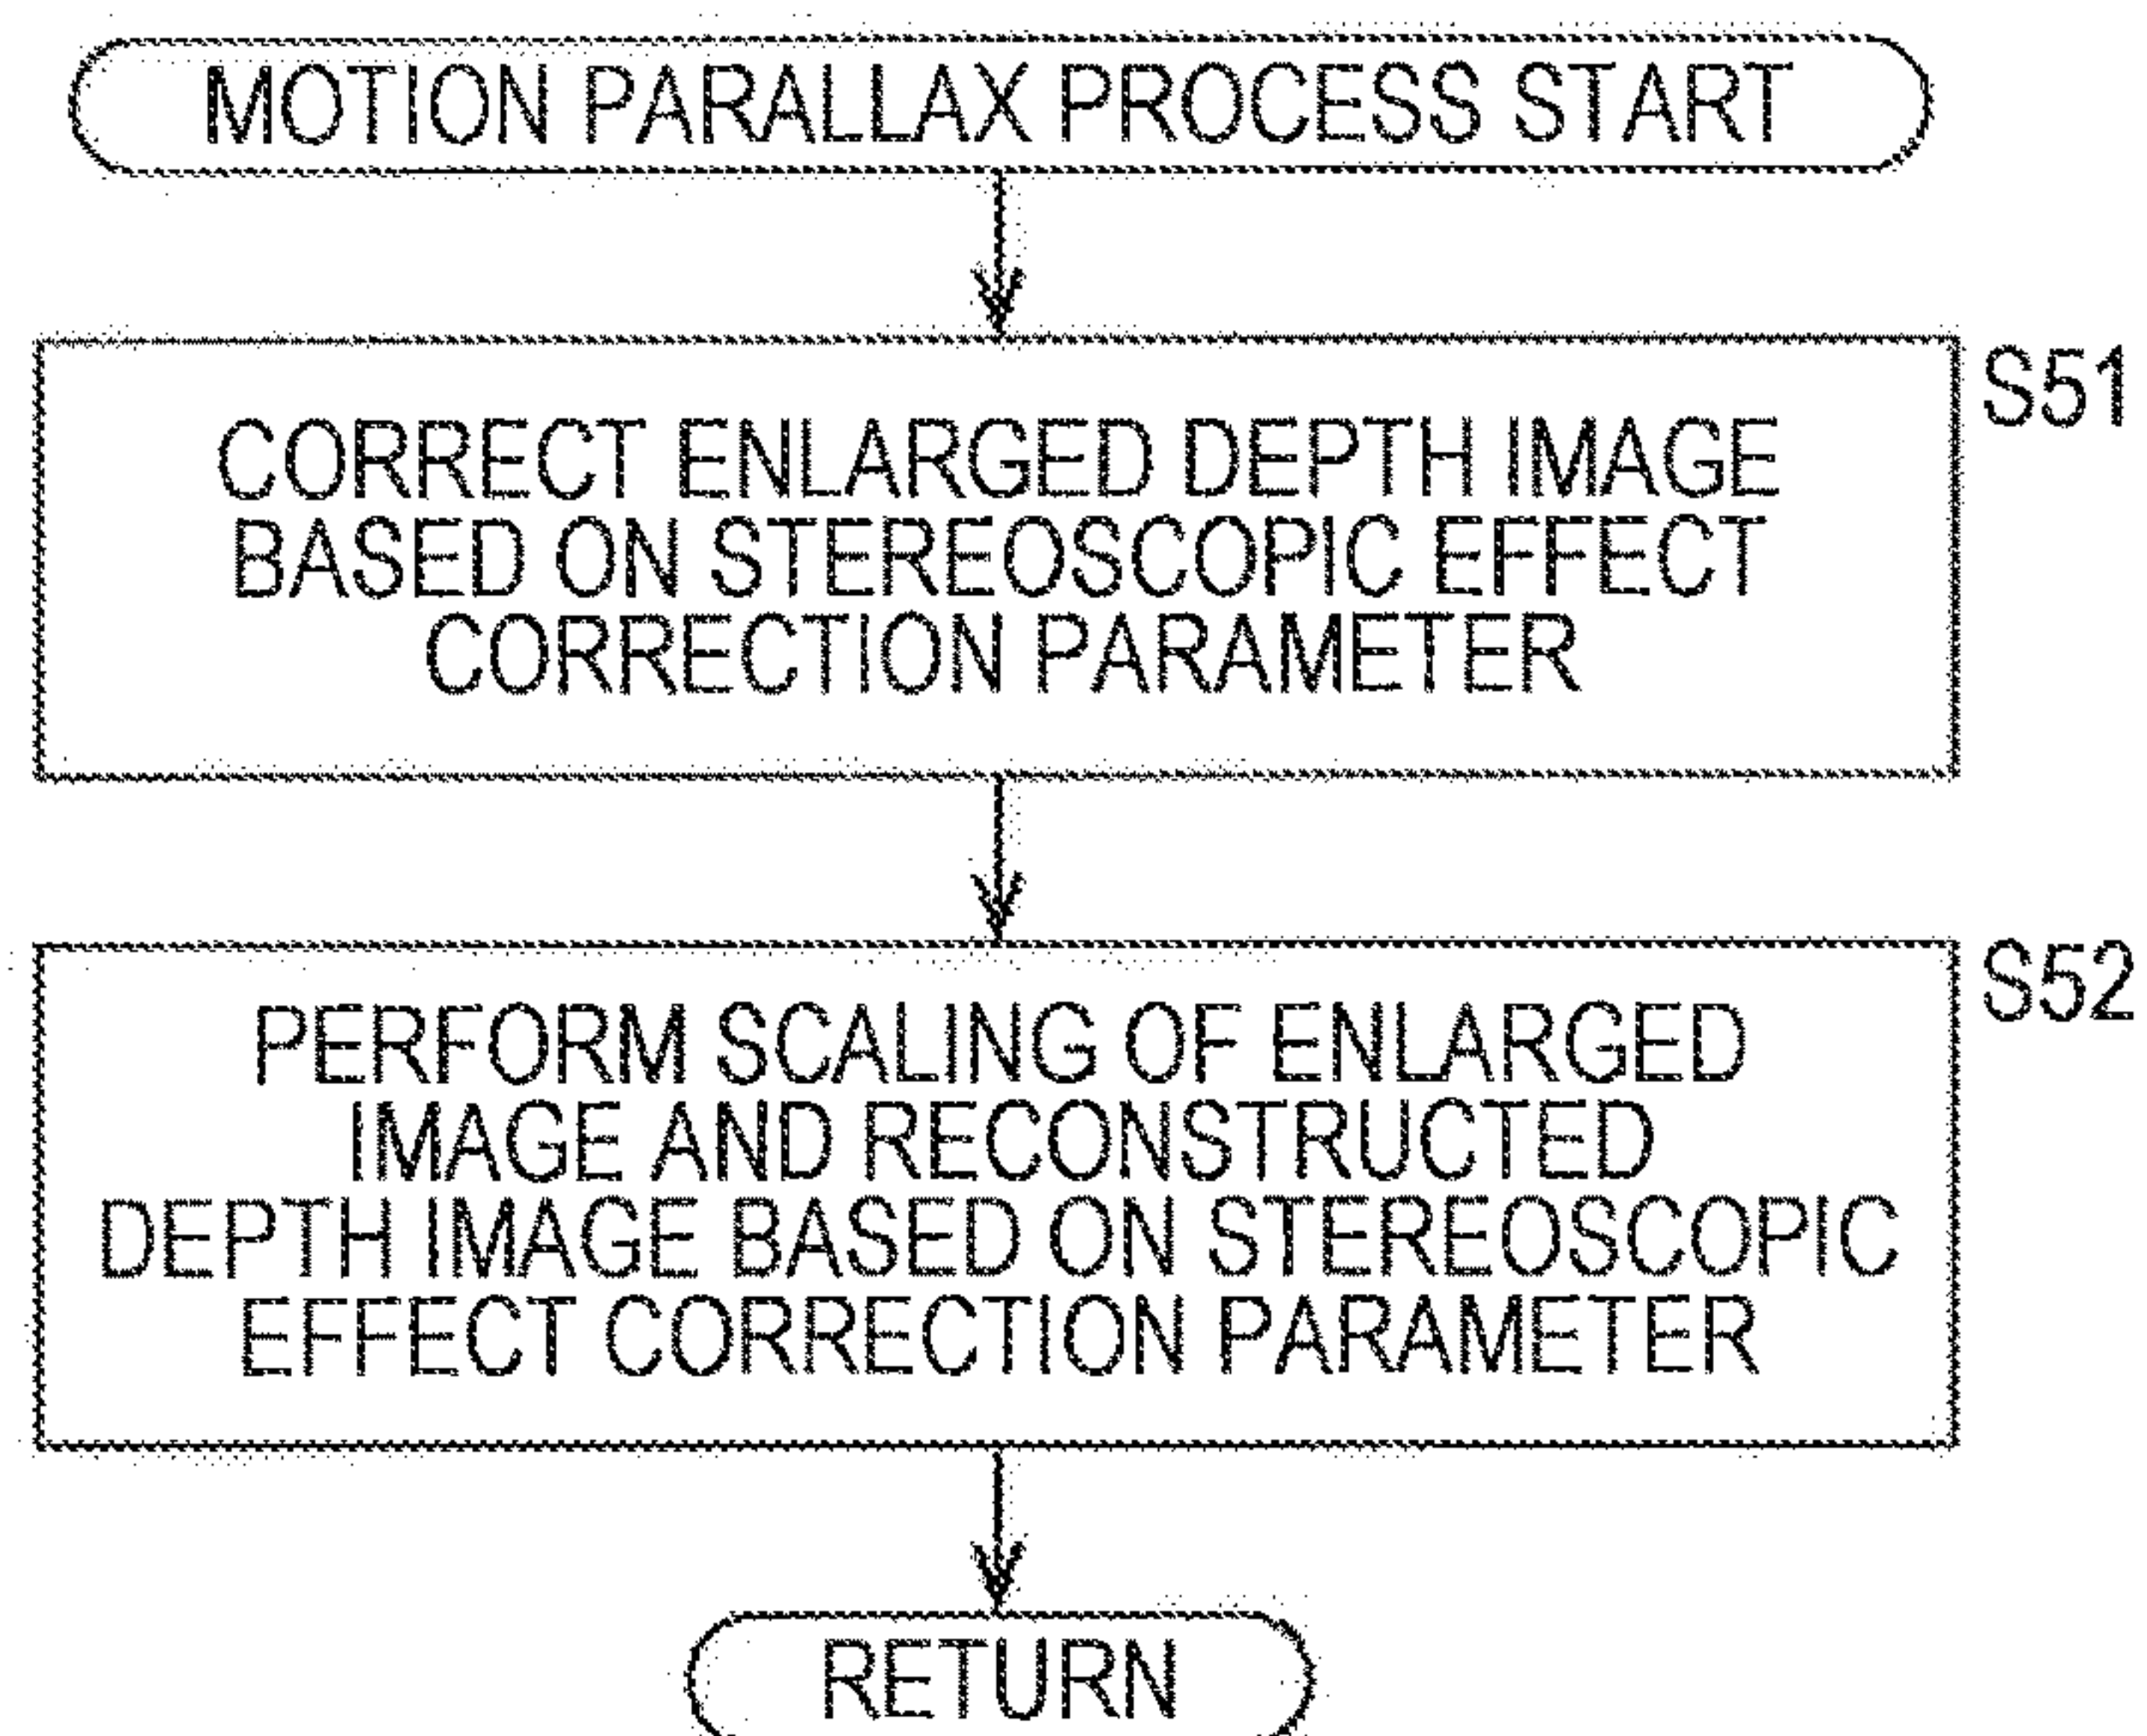 MOTION PARALLAX PROCESS START
S51
CORRECT ENLARGED DEPTH IMAGE
BASED ON STEREOSCOPIC EFFECT
CORRECTION PARAMETER
S52
PERFORM SCALING OF ENLARGED
IMAGE AND RECONSTRUCTED
DEPTH IMAGE BASED ON STEREOSCOPIC
EFFECT CORRECTION PARAMETER
RETURN